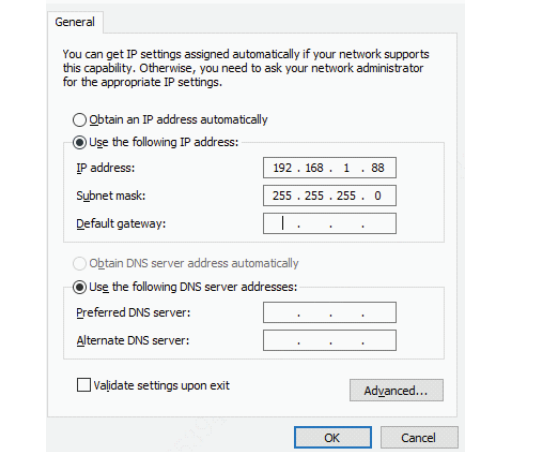 General
You can get IP settings assigned automatically if your network supports
this capability. Otherwise, you need to ask your network administrator
for the appropriate IP settings.
Obtain an IP address automatically
Use the following IP address:
IP address: 192 . 168 . 1 . 88
Subnet mask: 255 . 255 . 255 . 0
Default gateway: . . .
Obtain DNS server address automatically
Use the following DNS server addresses:
Preferred DNS server: . . .
Alternate DNS server: . . .
Validate settings upon exit
Advanced...
OK Cancel